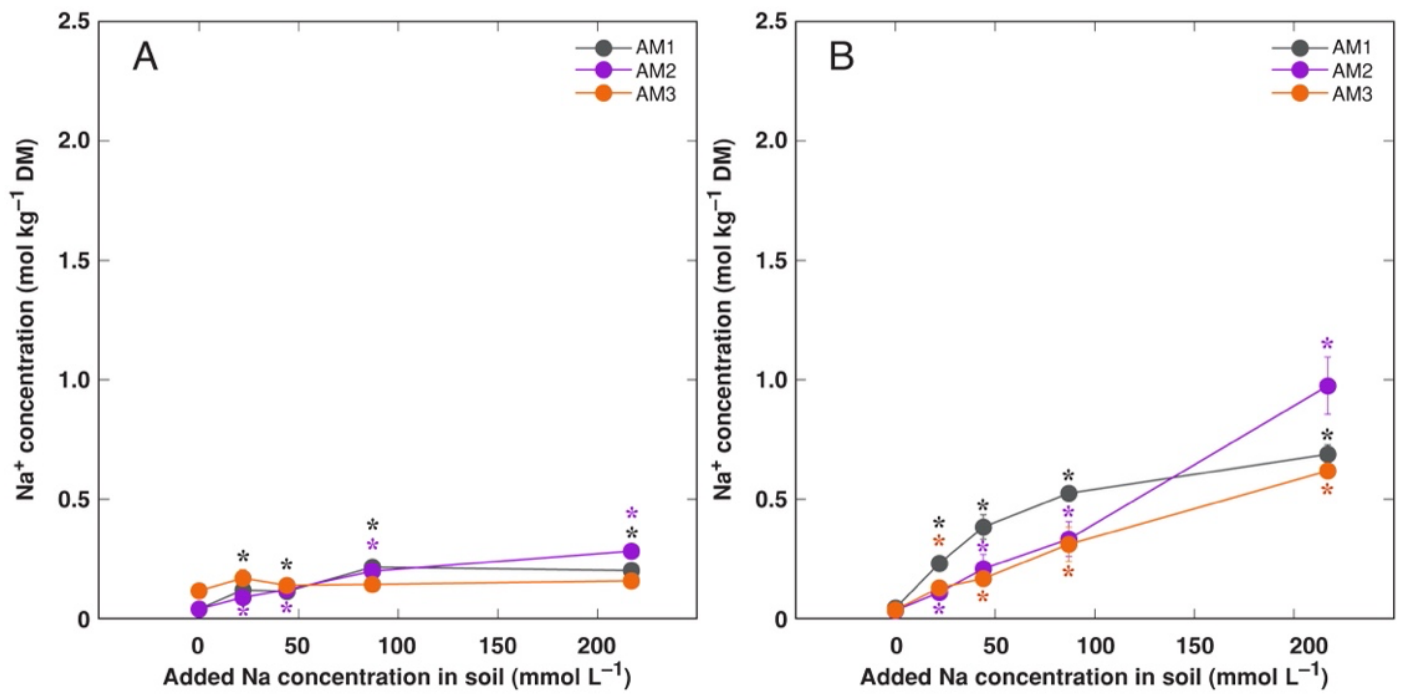 A
AM1
AM2
AM3
2.5
2.0
1.5
1.0
0.5
0
Na⁺ concentration (mol kg⁻¹ DM)
0 50 100 150 200
Added Na concentration in soil (mmol L⁻¹)
* * * * * * * *
B
AM1
AM2
AM3
2.5
2.0
1.5
1.0
0.5
0
Na⁺ concentration (mol kg⁻¹ DM)
0 50 100 150 200
Added Na concentration in soil (mmol L⁻¹)
* * * * * * * * * * * *